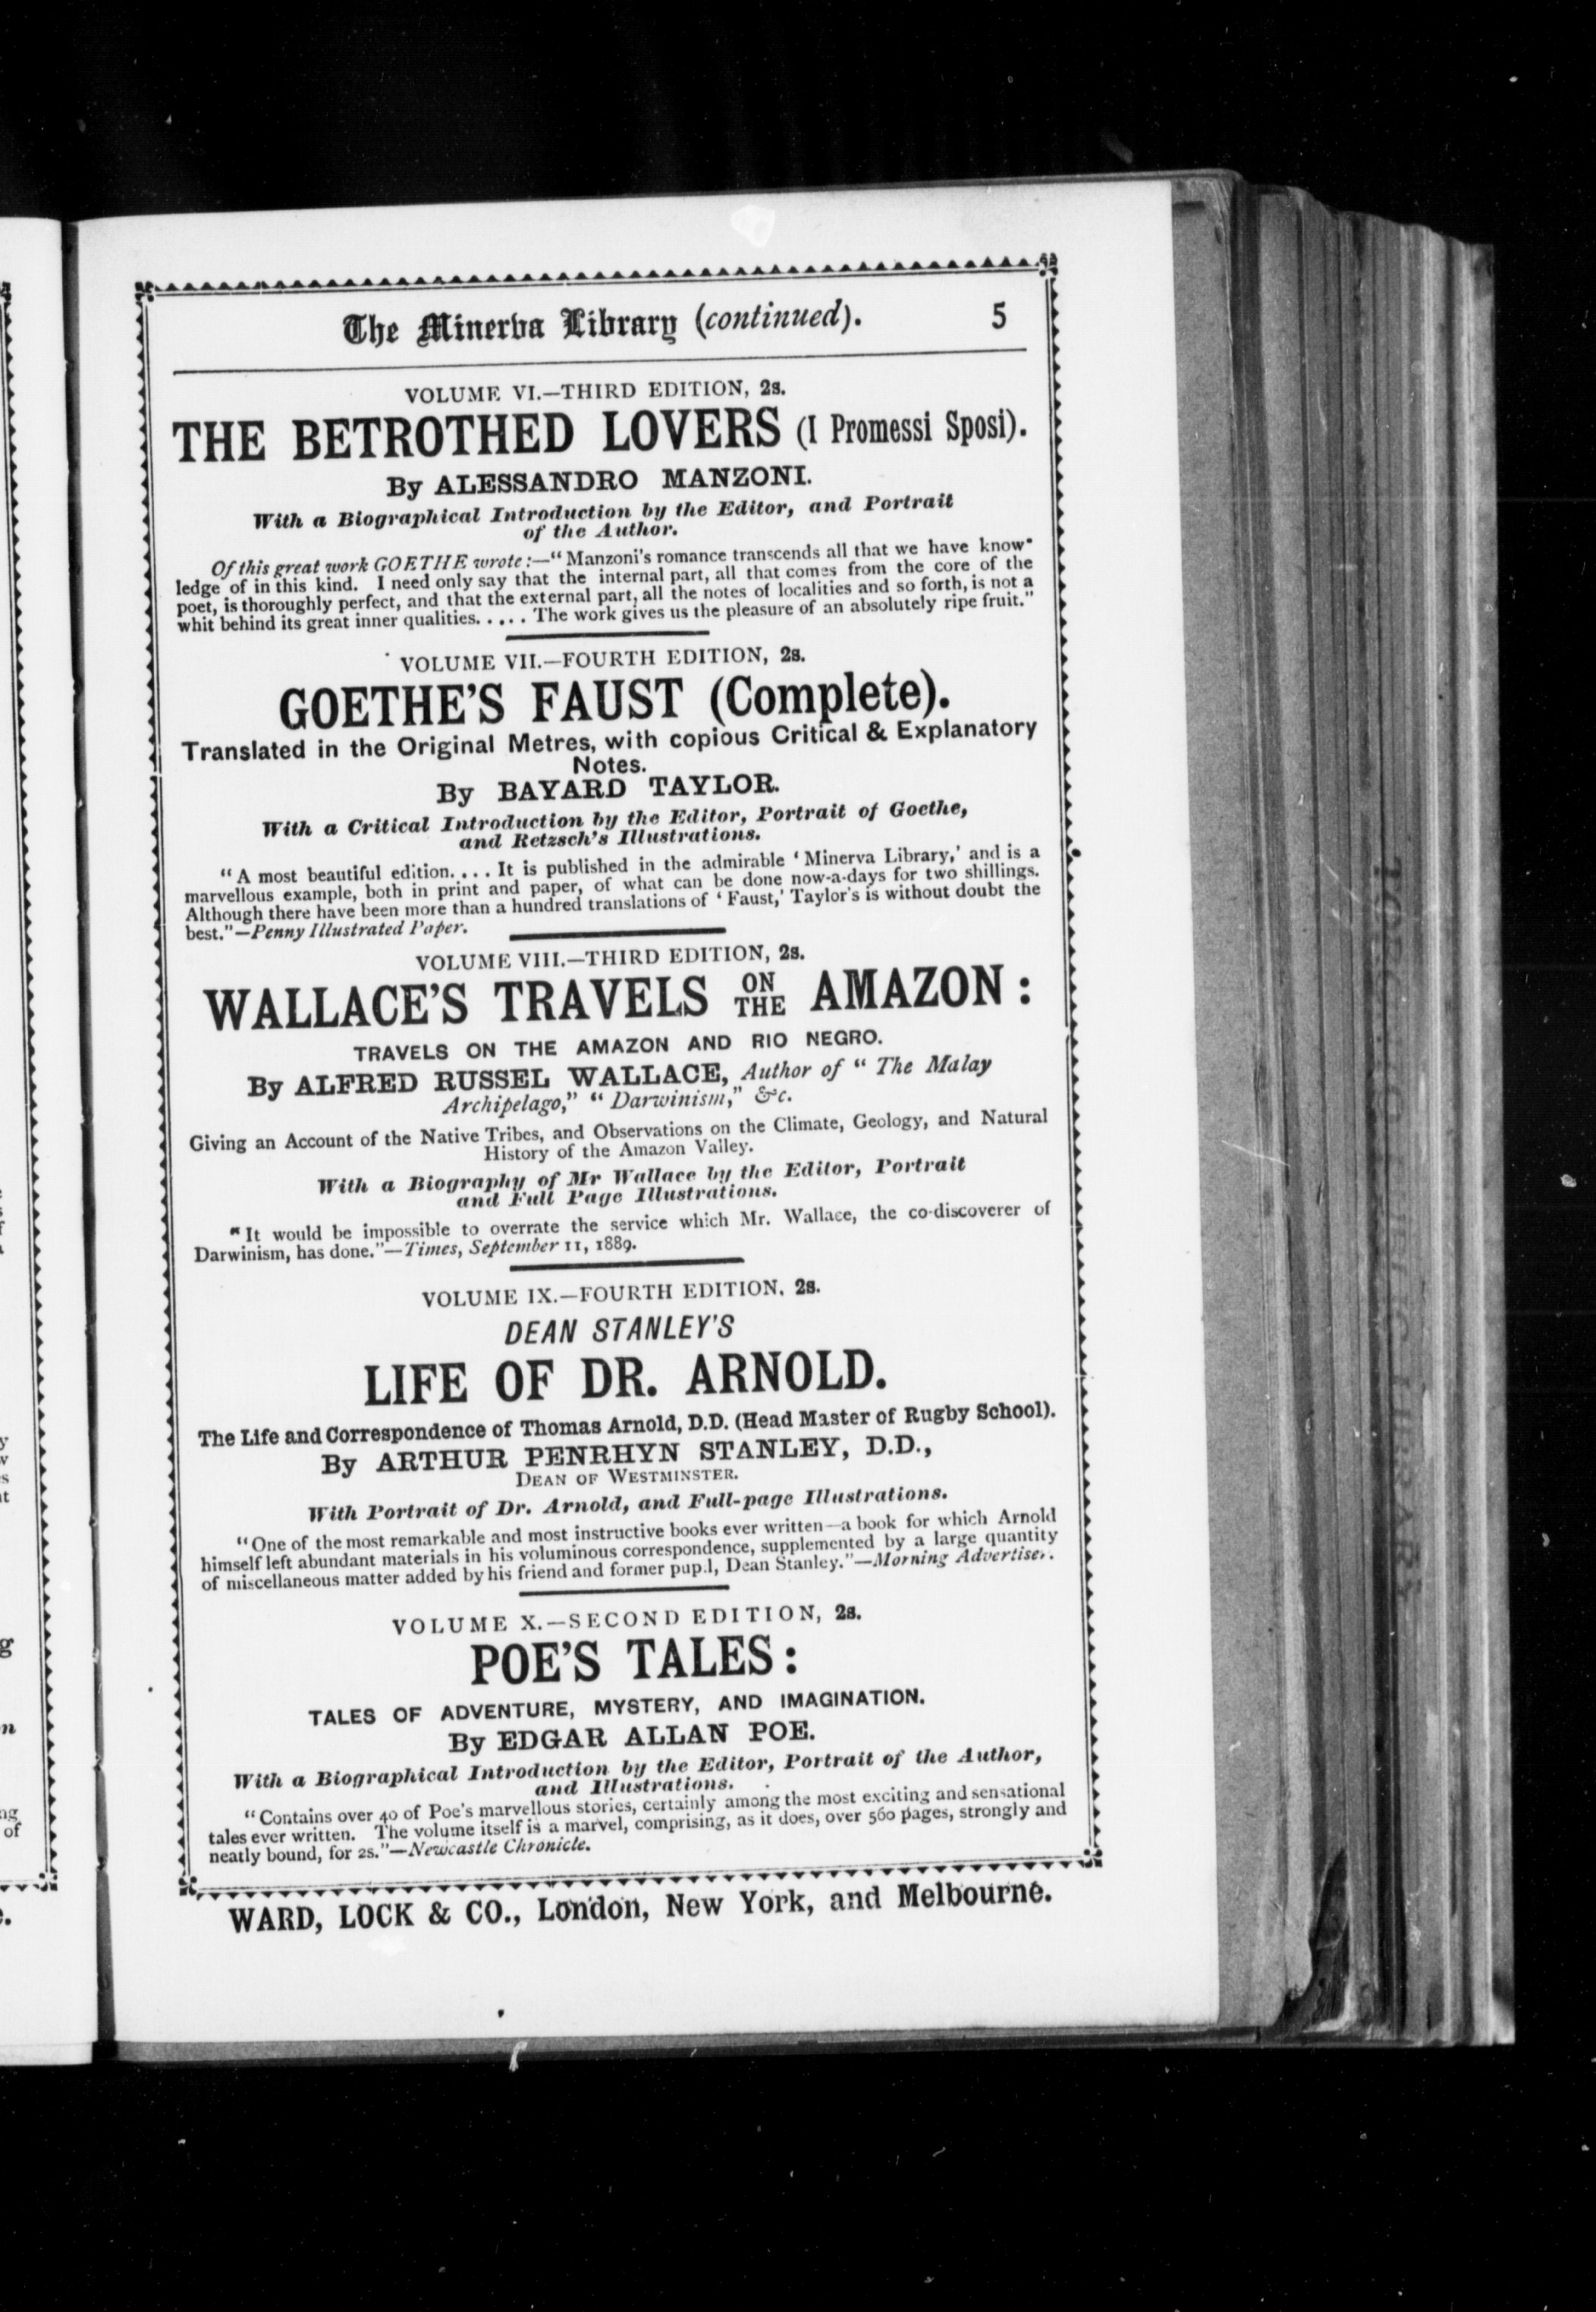 The Minerva Library (continued). 5
VOLUME VI.—THIRD EDITION, 2s.
THE BETROTHED LOVERS (I Promessi Sposi).
By ALESSANDRO MANZONI.
With a Biographical Introduction by the Editor, and Portrait
of the Author.
Of this great work GOETHE wrote:—"Manzoni's romance transcends all that we have know-
ledge of in this kind. I need only say that the internal part, all that comes from the core of the
poet, is thoroughly perfect, and that the external part, all the notes of localities and so forth, is not a
whit behind its great inner qualities. . . . . The work gives us the pleasure of an absolutely ripe fruit."
VOLUME VII.—FOURTH EDITION, 2s.
GOETHE'S FAUST (Complete).
Translated in the Original Metres, with copious Critical & Explanatory
Notes.
By BAYARD TAYLOR.
With a Critical Introduction by the Editor, Portrait of Goethe,
and Retzsch's Illustrations.
"A most beautiful edition. . . . It is published in the admirable 'Minerva Library,' and is a
marvellous example, both in print and paper, of what can be done now-a-days for two shillings.
Although there have been more than a hundred translations of 'Faust,' Taylor's is without doubt the
best."—Penny Illustrated Paper.
VOLUME VIII.—THIRD EDITION, 2s.
WALLACE'S TRAVELS ON THE AMAZON:
TRAVELS ON THE AMAZON AND RIO NEGRO.
By ALFRED RUSSEL WALLACE, Author of "The Malay
Archipelago," "Darwinism," &c.
Giving an Account of the Native Tribes, and Observations on the Climate, Geology, and Natural
History of the Amazon Valley.
With a Biography of Mr Wallace by the Editor, Portrait
and Full Page Illustrations.
"It would be impossible to overrate the service which Mr. Wallace, the co-discoverer of
Darwinism, has done."—Times, September 11, 1889.
VOLUME IX.—FOURTH EDITION, 2s.
DEAN STANLEY'S
LIFE OF DR. ARNOLD.
The Life and Correspondence of Thomas Arnold, D.D. (Head Master of Rugby School).
By ARTHUR PENRHYN STANLEY, D.D.,
DEAN OF WESTMINSTER.
With Portrait of Dr. Arnold, and Full-page Illustrations.
"One of the most remarkable and most instructive books ever written—a book for which Arnold
himself left abundant materials in his voluminous correspondence, supplemented by a large quantity
of miscellaneous matter added by his friend and former pupil, Dean Stanley."—Morning Advertiser.
VOLUME X.—SECOND EDITION, 2s.
POE'S TALES:
TALES OF ADVENTURE, MYSTERY, AND IMAGINATION.
By EDGAR ALLAN POE.
With a Biographical Introduction by the Editor, Portrait of the Author,
and Illustrations.
"Contains over 40 of Poe's marvellous stories, certainly among the most exciting and sensational
tales ever written. The volume itself is a marvel, comprising, as it does, over 560 pages, strongly and
neatly bound, for 2s."—Newcastle Chronicle.
WARD, LOCK & CO., London, New York, and Melbourne.